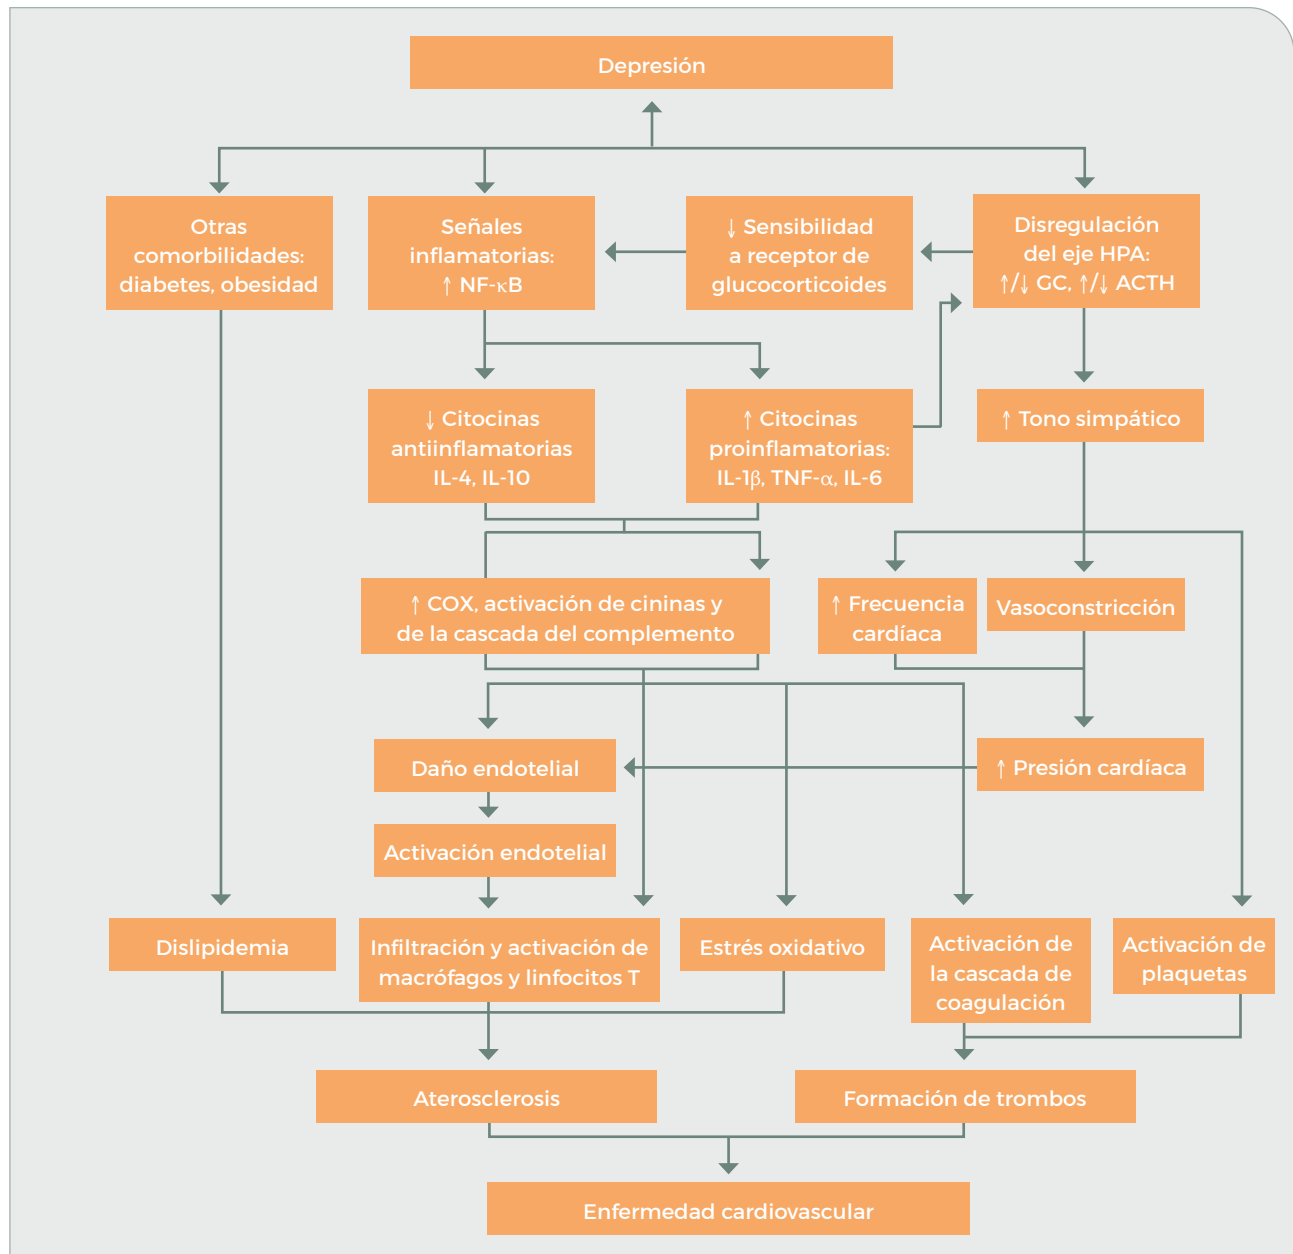 Depresión
Otras
comorbilidades:
diabetes, obesidad
Señales
inflamatorias:
↑ NF-κB
↓ Sensibilidad
a receptor de
glucocorticoides
Disregulación
del eje HPA:
↑/↓ GC, ↑/↓ ACTH
↓ Citocinas
antiinflamatorias
IL-4, IL-10
↑ Citocinas
proinflamatorias:
IL-1β, TNF-α, IL-6
↑ Tono simpático
↑ COX, activación de cininas y
de la cascada del complemento
↑ Frecuencia
cardíaca
Vasoconstricción
Daño endotelial
↑ Presión cardíaca
Activación endotelial
Dislipidemia
Infiltración y activación de
macrófagos y linfocitos T
Estrés oxidativo
Activación de
la cascada de
coagulación
Activación de
plaquetas
Aterosclerosis
Formación de trombos
Enfermedad cardiovascular